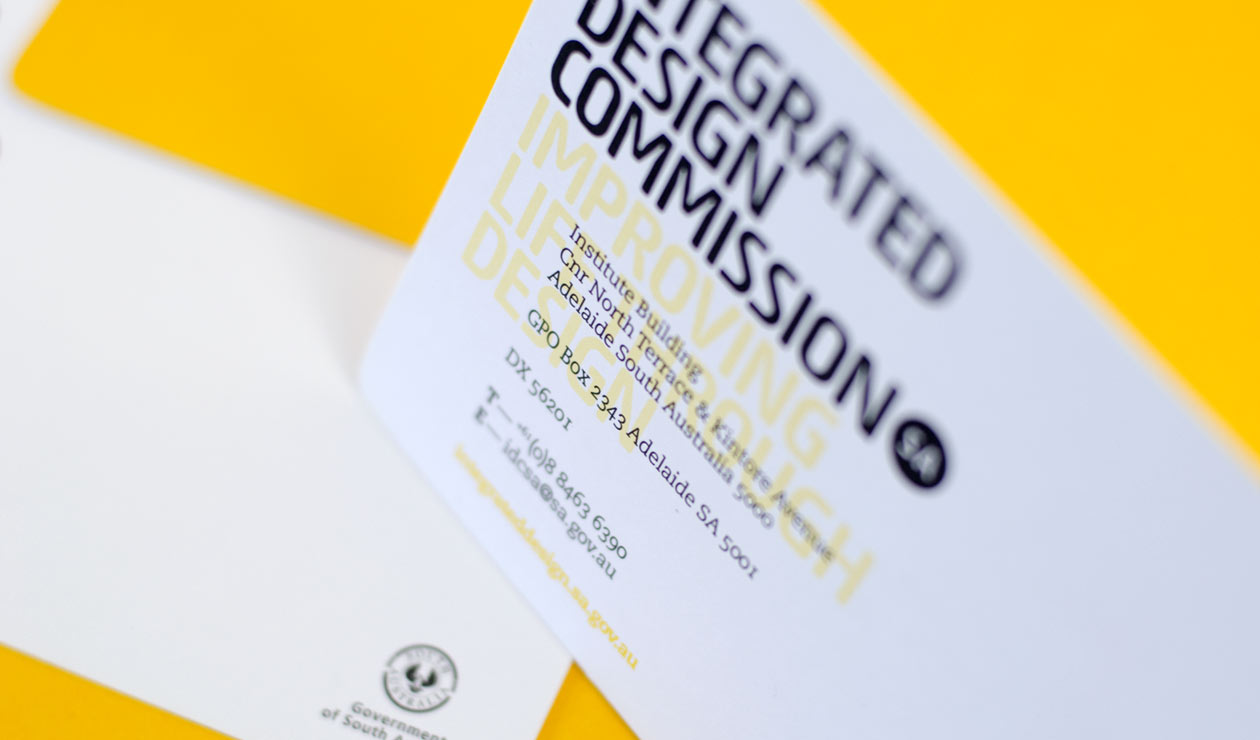 INTEGRATED
DESIGN
COMMISSION SA
IMPROVING
LIFE THROUGH
DESIGN
Institute Building
Cnr North Terrace & Kintore Avenue
Adelaide South Australia 5000
GPO Box 2343 Adelaide SA 5001
DX 56201
T — +61 (0)8 8463 6390
E — idcsa@sa.gov.au
integrateddesign.sa.gov.au
SOUTH
AUSTRALIA
Government
of South